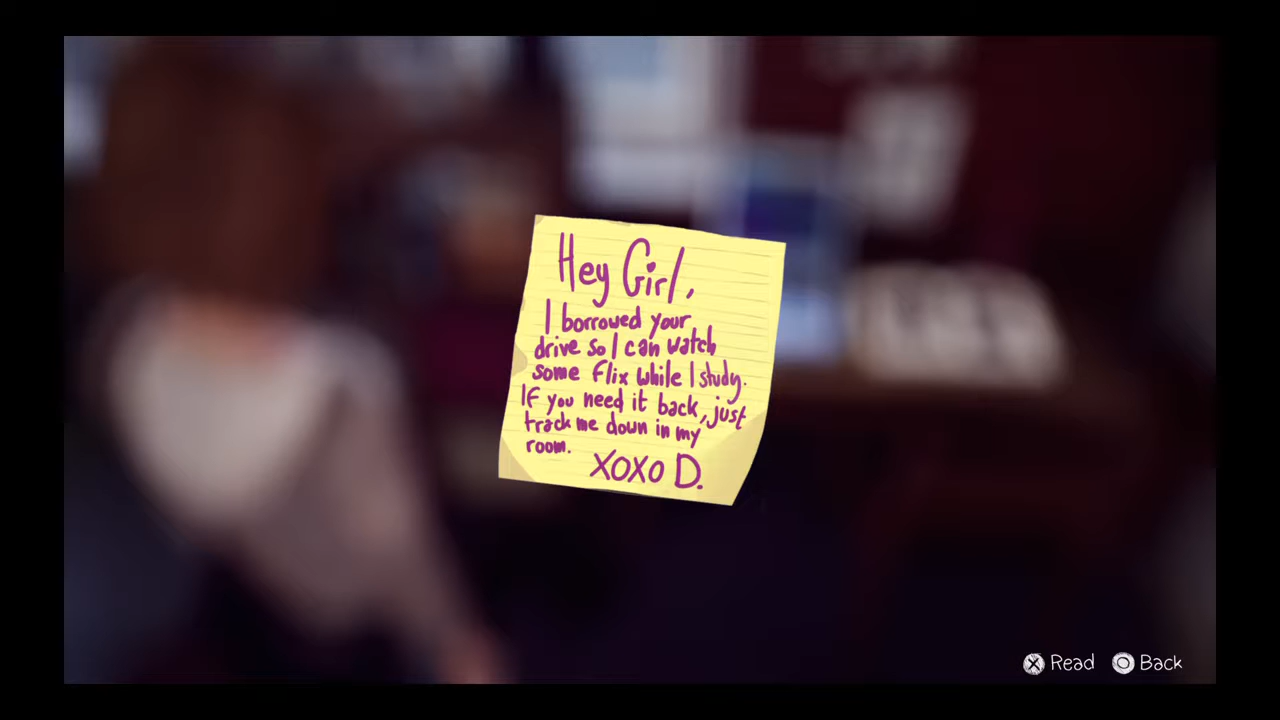 Hey Girl,
I borrowed your
drive so I can watch
some flix while I study.
If you need it back, just
track me down in my
room.
XOXO D.
Read Back